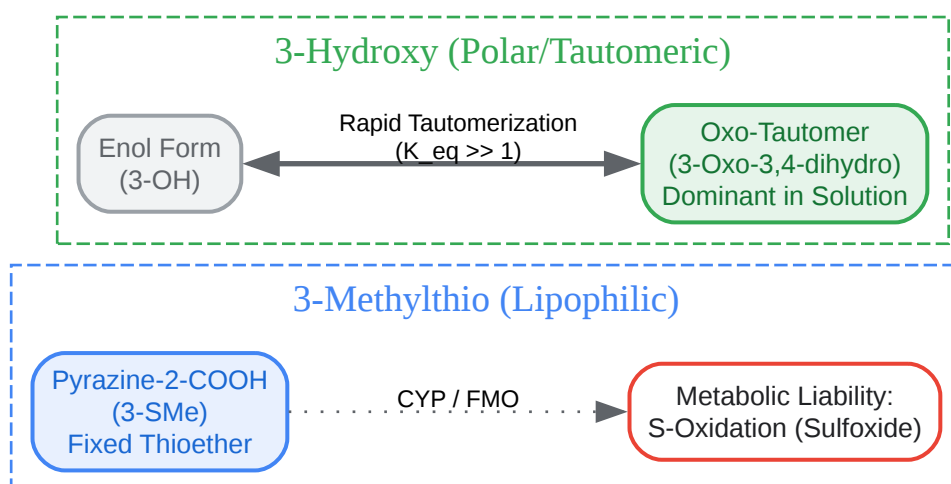 3-Hydroxy (Polar/Tautomeric)
Enol Form
(3-OH)
Rapid Tautomerization
(K_eq >> 1)
Oxo-Tautomer
(3-Oxo-3,4-dihydro)
Dominant in Solution
3-Methylthio (Lipophilic)
Pyrazine-2-COOH
(3-SMe)
Fixed Thioether
CYP / FMO
Metabolic Liability:
S-Oxidation (Sulfoxide)